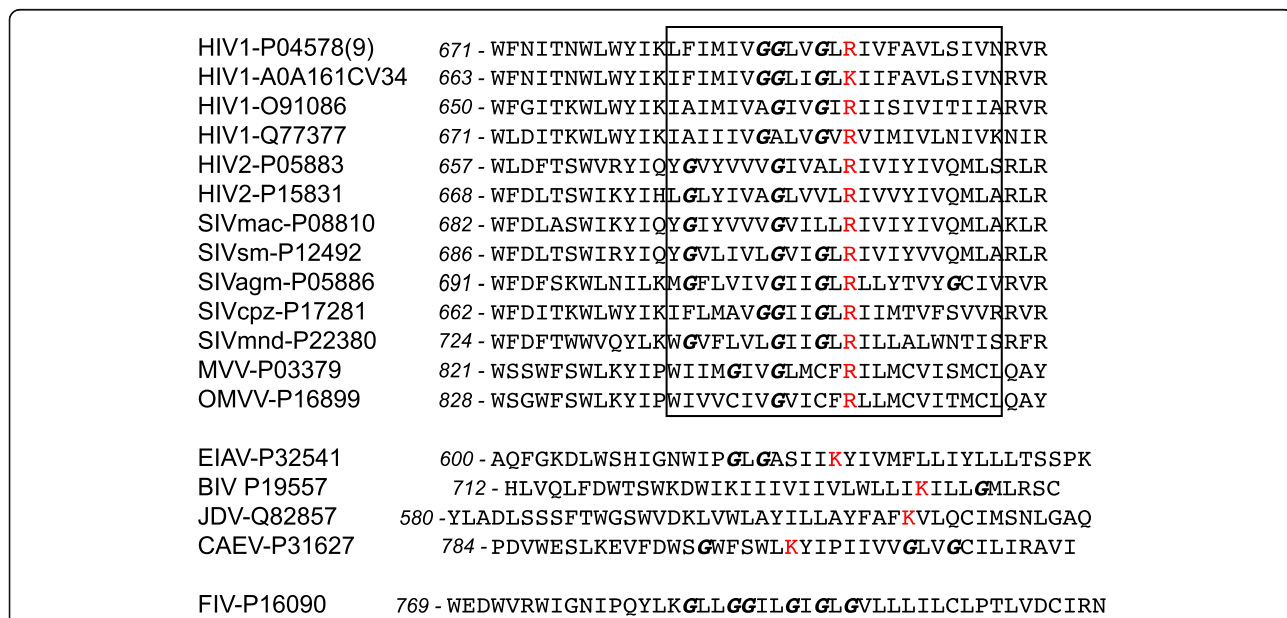 HIV1-P04578(9) 671 - WFNITNWLWYIKLFIMIVGGLVGLRIVFAVLSIVNRVR
HIV1-A0A161CV34 663 - WFNITNWLWYIKIFIMIVGGLIGLKIIFAVLSIVNRVR
HIV1-O91086 650 - WFGITKWLWYIKIAIMIVAGIVGIRIISIVITIIARVR
HIV1-Q77377 671 - WLDITKWLWYIKIAIIIVGALVGVRVIMIVLNIVKNIR
HIV2-P05883 657 - WLDFTSWVRYIQYGVYVVVGIVALRIVIYIVQMLSRLR
HIV2-P15831 668 - WFDLTSWIKYIHLGLYIVAGLVVLRIVVYIVQMLARLR
SIVmac-P08810 682 - WFDLASWIKYIQYGIYVVVGVILLRIVIYIVQMLAKLR
SIVsm-P12492 686 - WFDLTSWIRYIQYGVLIVLGVIGLRIVIYVVQMLARLR
SIVagm-P05886 691 - WFDFSKWLNILKMGFLVIVGIIGLRLLYTVYGCIVRVR
SIVcpz-P17281 662 - WFDITKWLWYIKIFLMAVGGIIGLRIIMTVFSVVRRVR
SIVmnd-P22380 724 - WFDFTWWVQYLKWGVFLVLGIIGLRILLALWNTISRFR
MVV-P03379 821 - WSSWFSWLKYIPWIIMGIVGLMCFRILMCVISMCLQAY
OMVV-P16899 828 - WSGWFSWLKYIPWIVVCIVGVICFRLLMCVITMCLQAY
EIAV-P32541 600 - AQFGKDLWSHIGNWIPGLGASIIKYIVMFLLIYLLLTSSPK
BIV P19557 712 - HLVQLFDWTSWKDWIKIIIVIIVLWLLIKILLGMLRSC
JDV-Q82857 580 - YLADLSSSFTWGSWVDKLVWLAYILLAYFAFKVLQCIMSNLGAQ
CAEV-P31627 784 - PDVWESLKEVFDWSGWFSWLKYIPIIVVGLVGCILIRAVI
FIV-P16090 769 - WEDWVRWIGNIPQYLKGLLGGILGIGLGVLLLILCLPTLVDCIRN